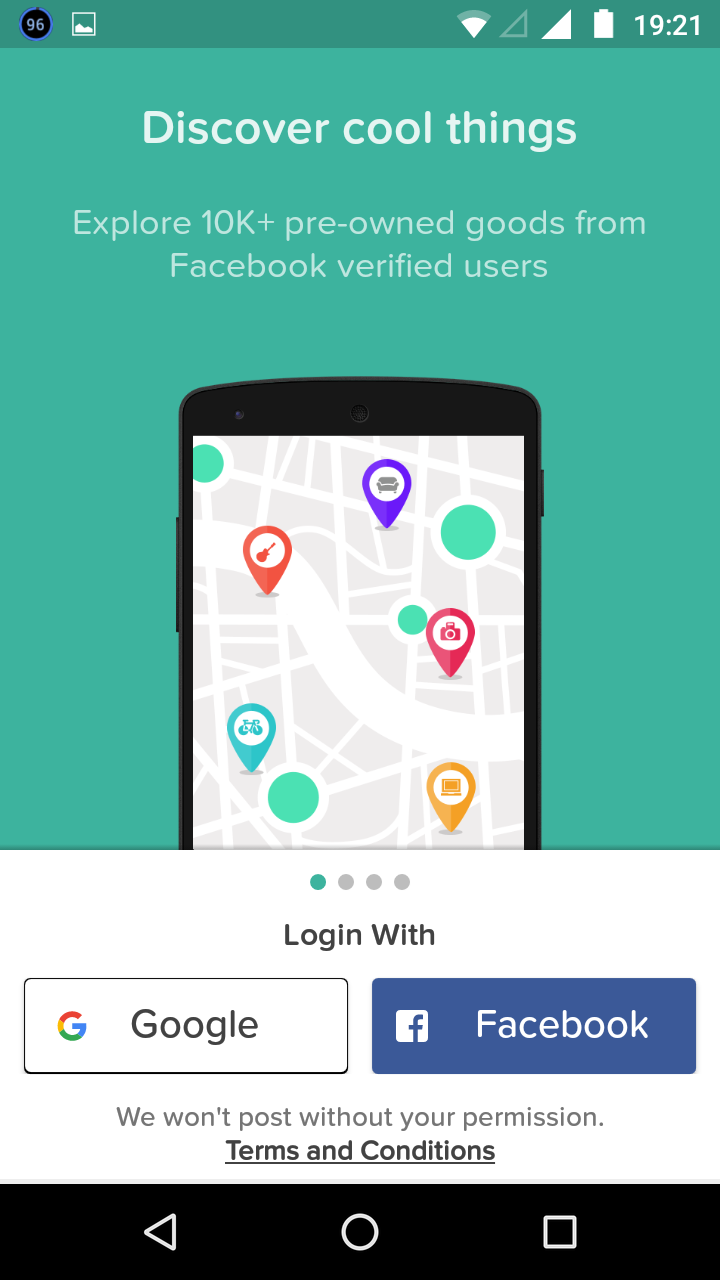 96
19:21
Discover cool things
Explore 10K+ pre-owned goods from
Facebook verified users
Login With
Google
Facebook
We won't post without your permission.
Terms and Conditions